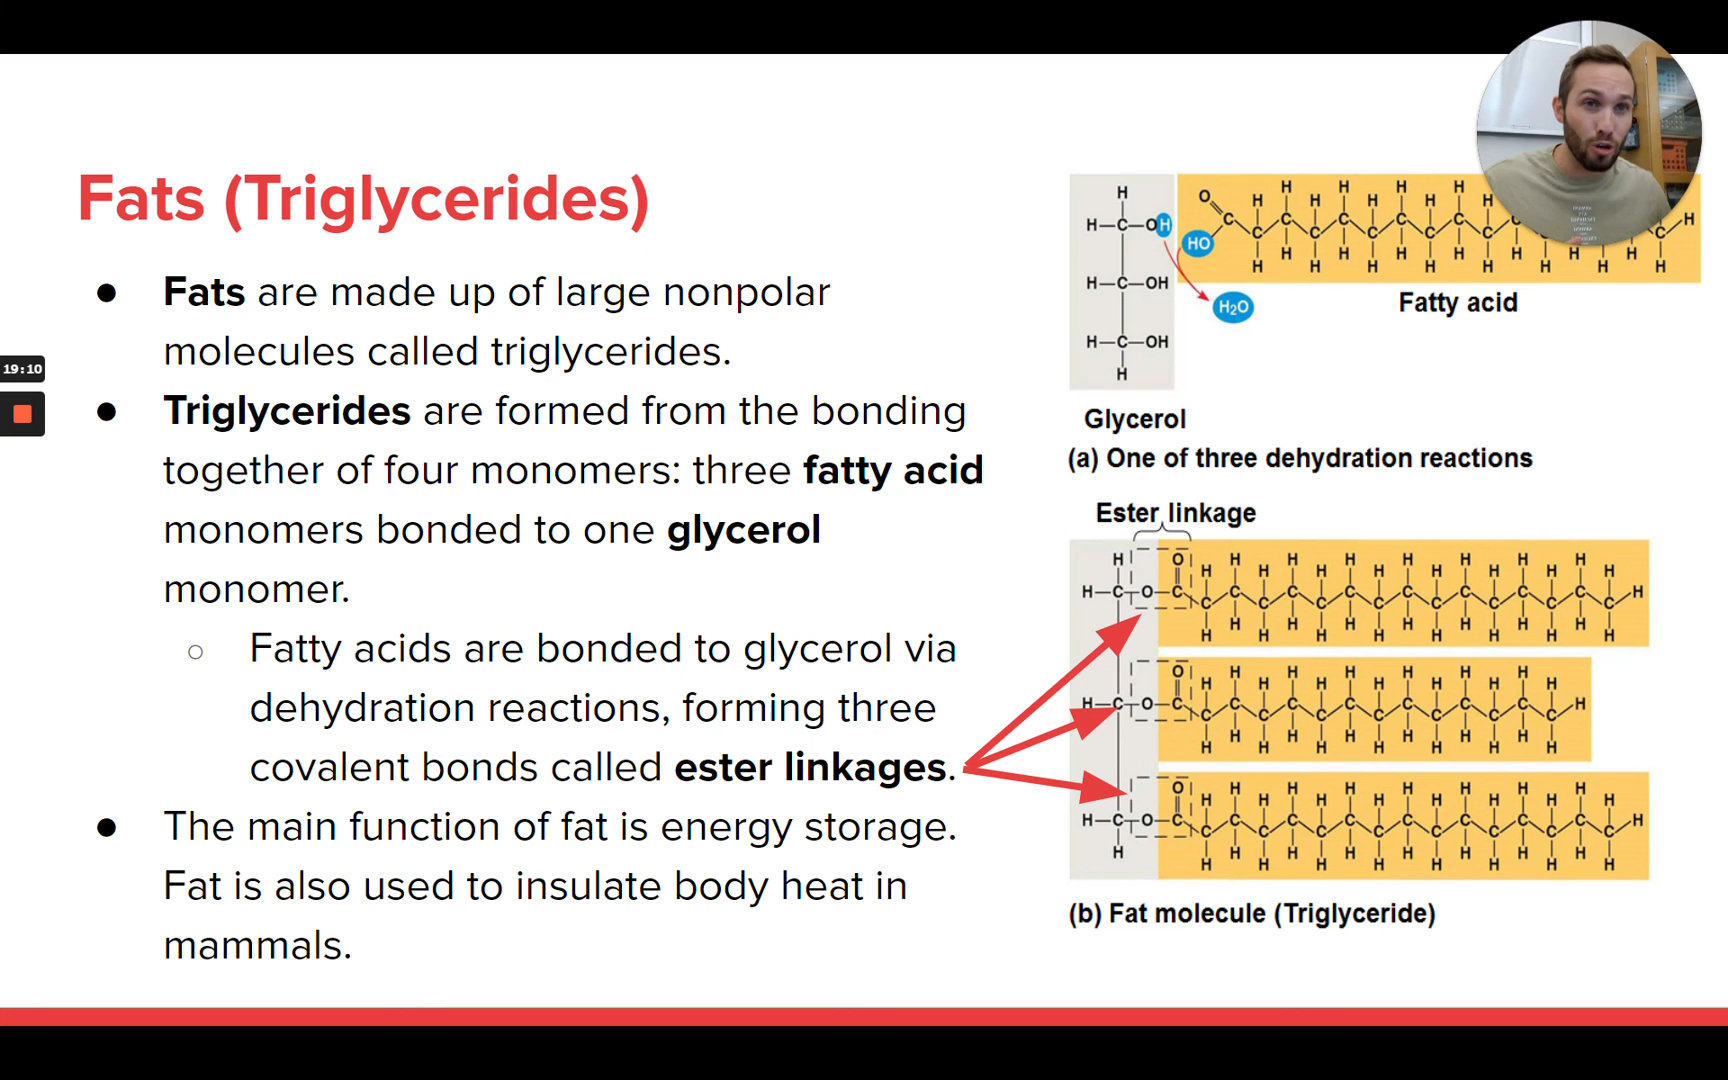 Fats (Triglycerides)
● Fats are made up of large nonpolar
molecules called triglycerides.
● Triglycerides are formed from the bonding
together of four monomers: three fatty acid
monomers bonded to one glycerol
monomer.
○ Fatty acids are bonded to glycerol via
dehydration reactions, forming three
covalent bonds called ester linkages.
● The main function of fat is energy storage.
Fat is also used to insulate body heat in
mammals.
19:10
H
H–C–OH
H–C–OH
H–C–OH
H
O
HO
H2O
Fatty acid
Glycerol
(a) One of three dehydration reactions
Ester linkage
(b) Fat molecule (Triglyceride)